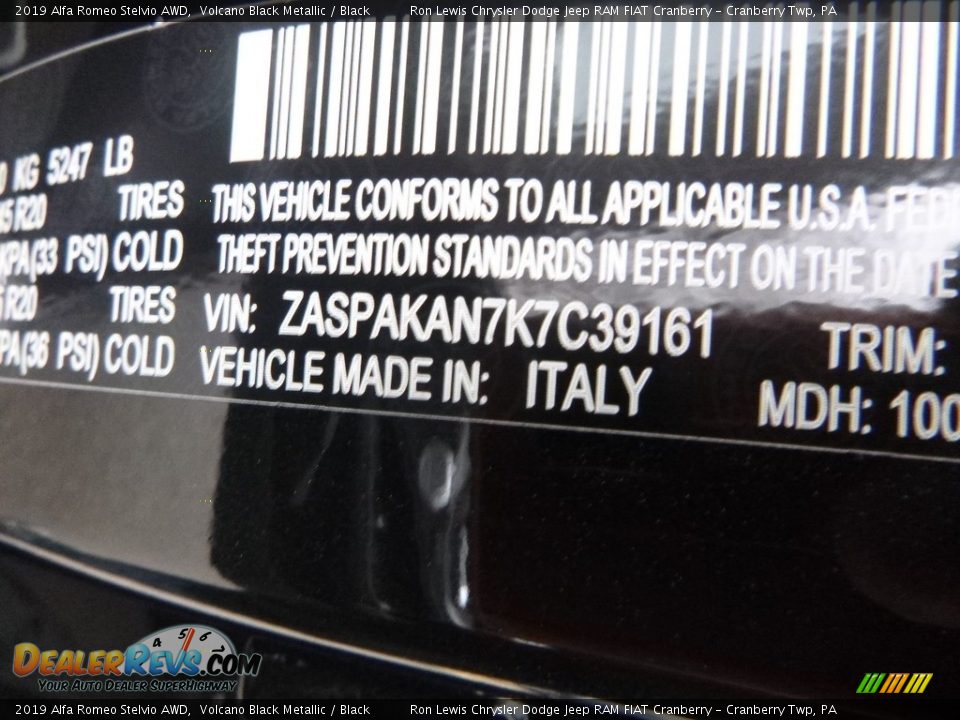 2019 Alfa Romeo Stelvio AWD, Volcano Black Metallic / Black Ron Lewis Chrysler Dodge Jeep RAM FIAT Cranberry - Cranberry Twp, PA
KG 5247 LB
R20 TIRES
KPA(33 PSI) COLD
R20 TIRES
PA(36 PSI) COLD
THIS VEHICLE CONFORMS TO ALL APPLICABLE U.S.A.
THEFT PREVENTION STANDARDS IN EFFECT ON THE DATE
VIN: ZASPAKAN7K7C39161
TRIM:
VEHICLE MADE IN: ITALY
MDH: 100
4 5 6
DEALERREVS.COM
YOUR AUTO DEALER SUPERHIGHWAY
2019 Alfa Romeo Stelvio AWD, Volcano Black Metallic / Black Ron Lewis Chrysler Dodge Jeep RAM FIAT Cranberry - Cranberry Twp, PA